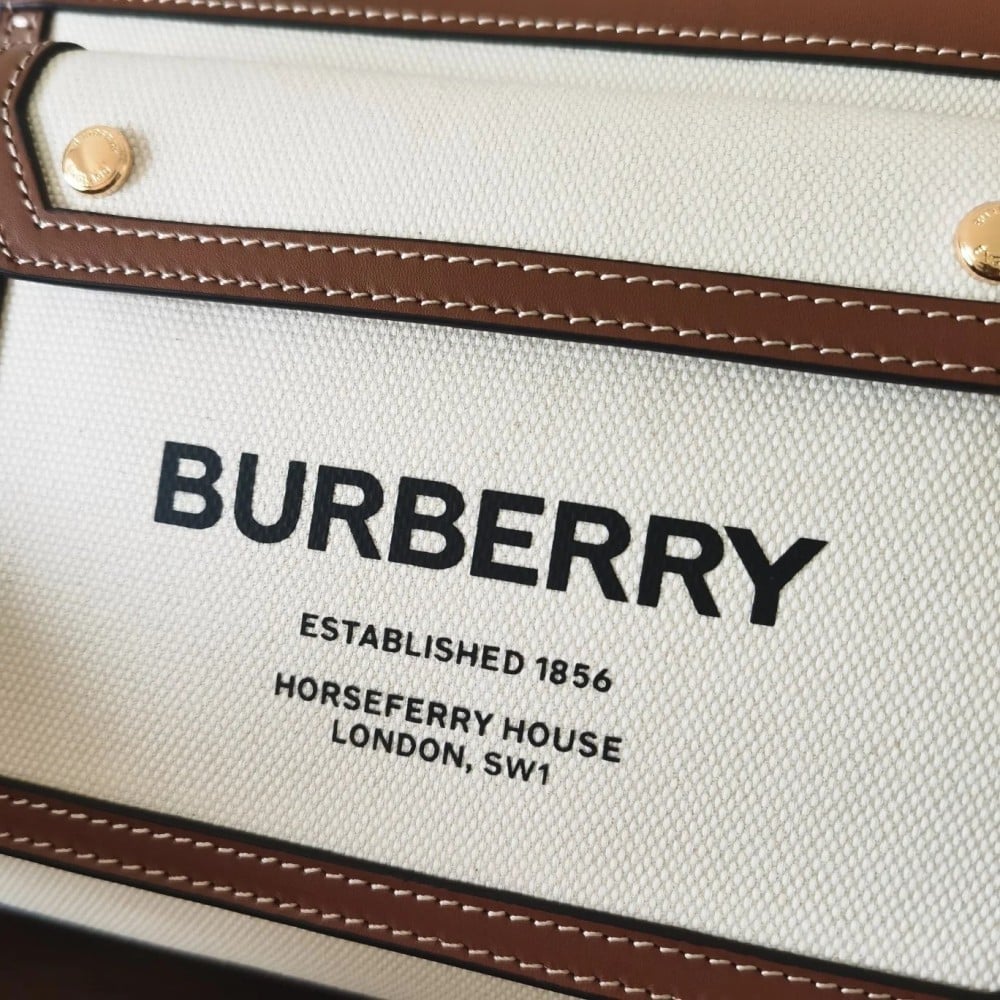 BURBERRY
ESTABLISHED 1856
HORSEFERRY HOUSE
LONDON, SW1